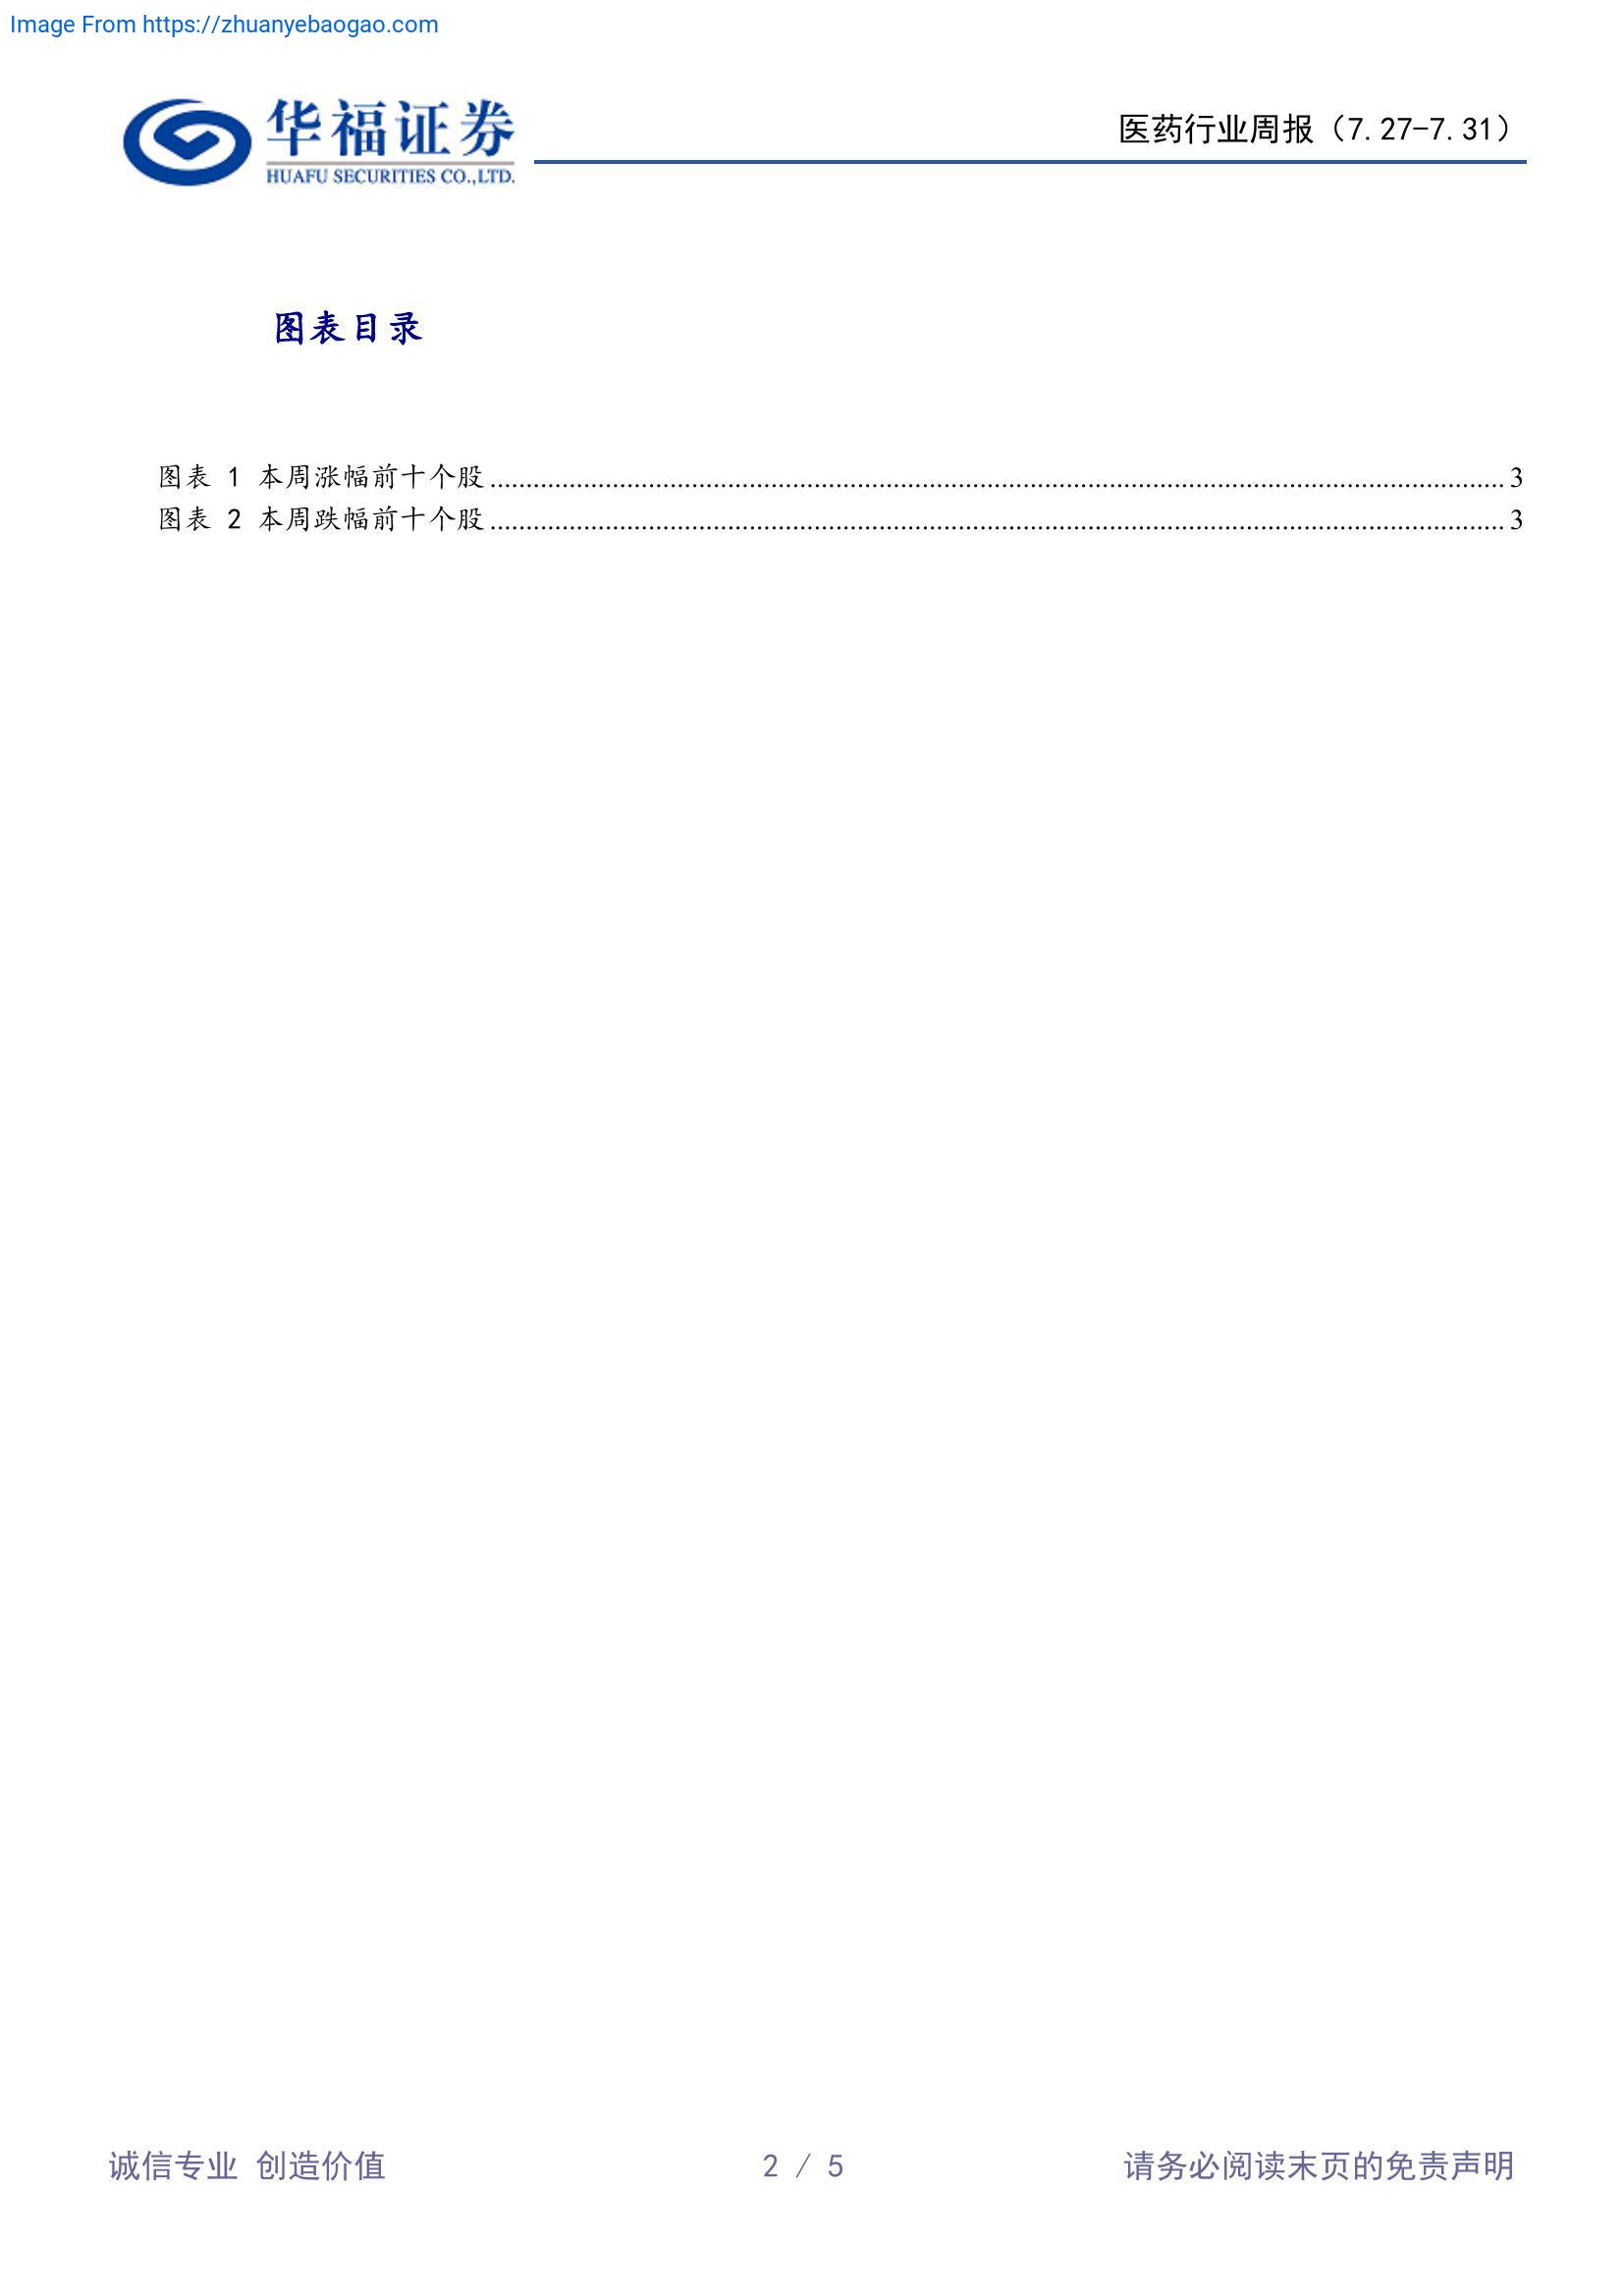 Image From https://zhuanyebaogao.com
华福证券
HUAFU SECURITIES CO.,LTD.
医药行业周报（7.27-7.31）
图表目录
图表 1 本周涨幅前十个股........................................................................................................................3
图表 2 本周跌幅前十个股........................................................................................................................3
诚信专业 创造价值
2 / 5
请务必阅读末页的免责声明